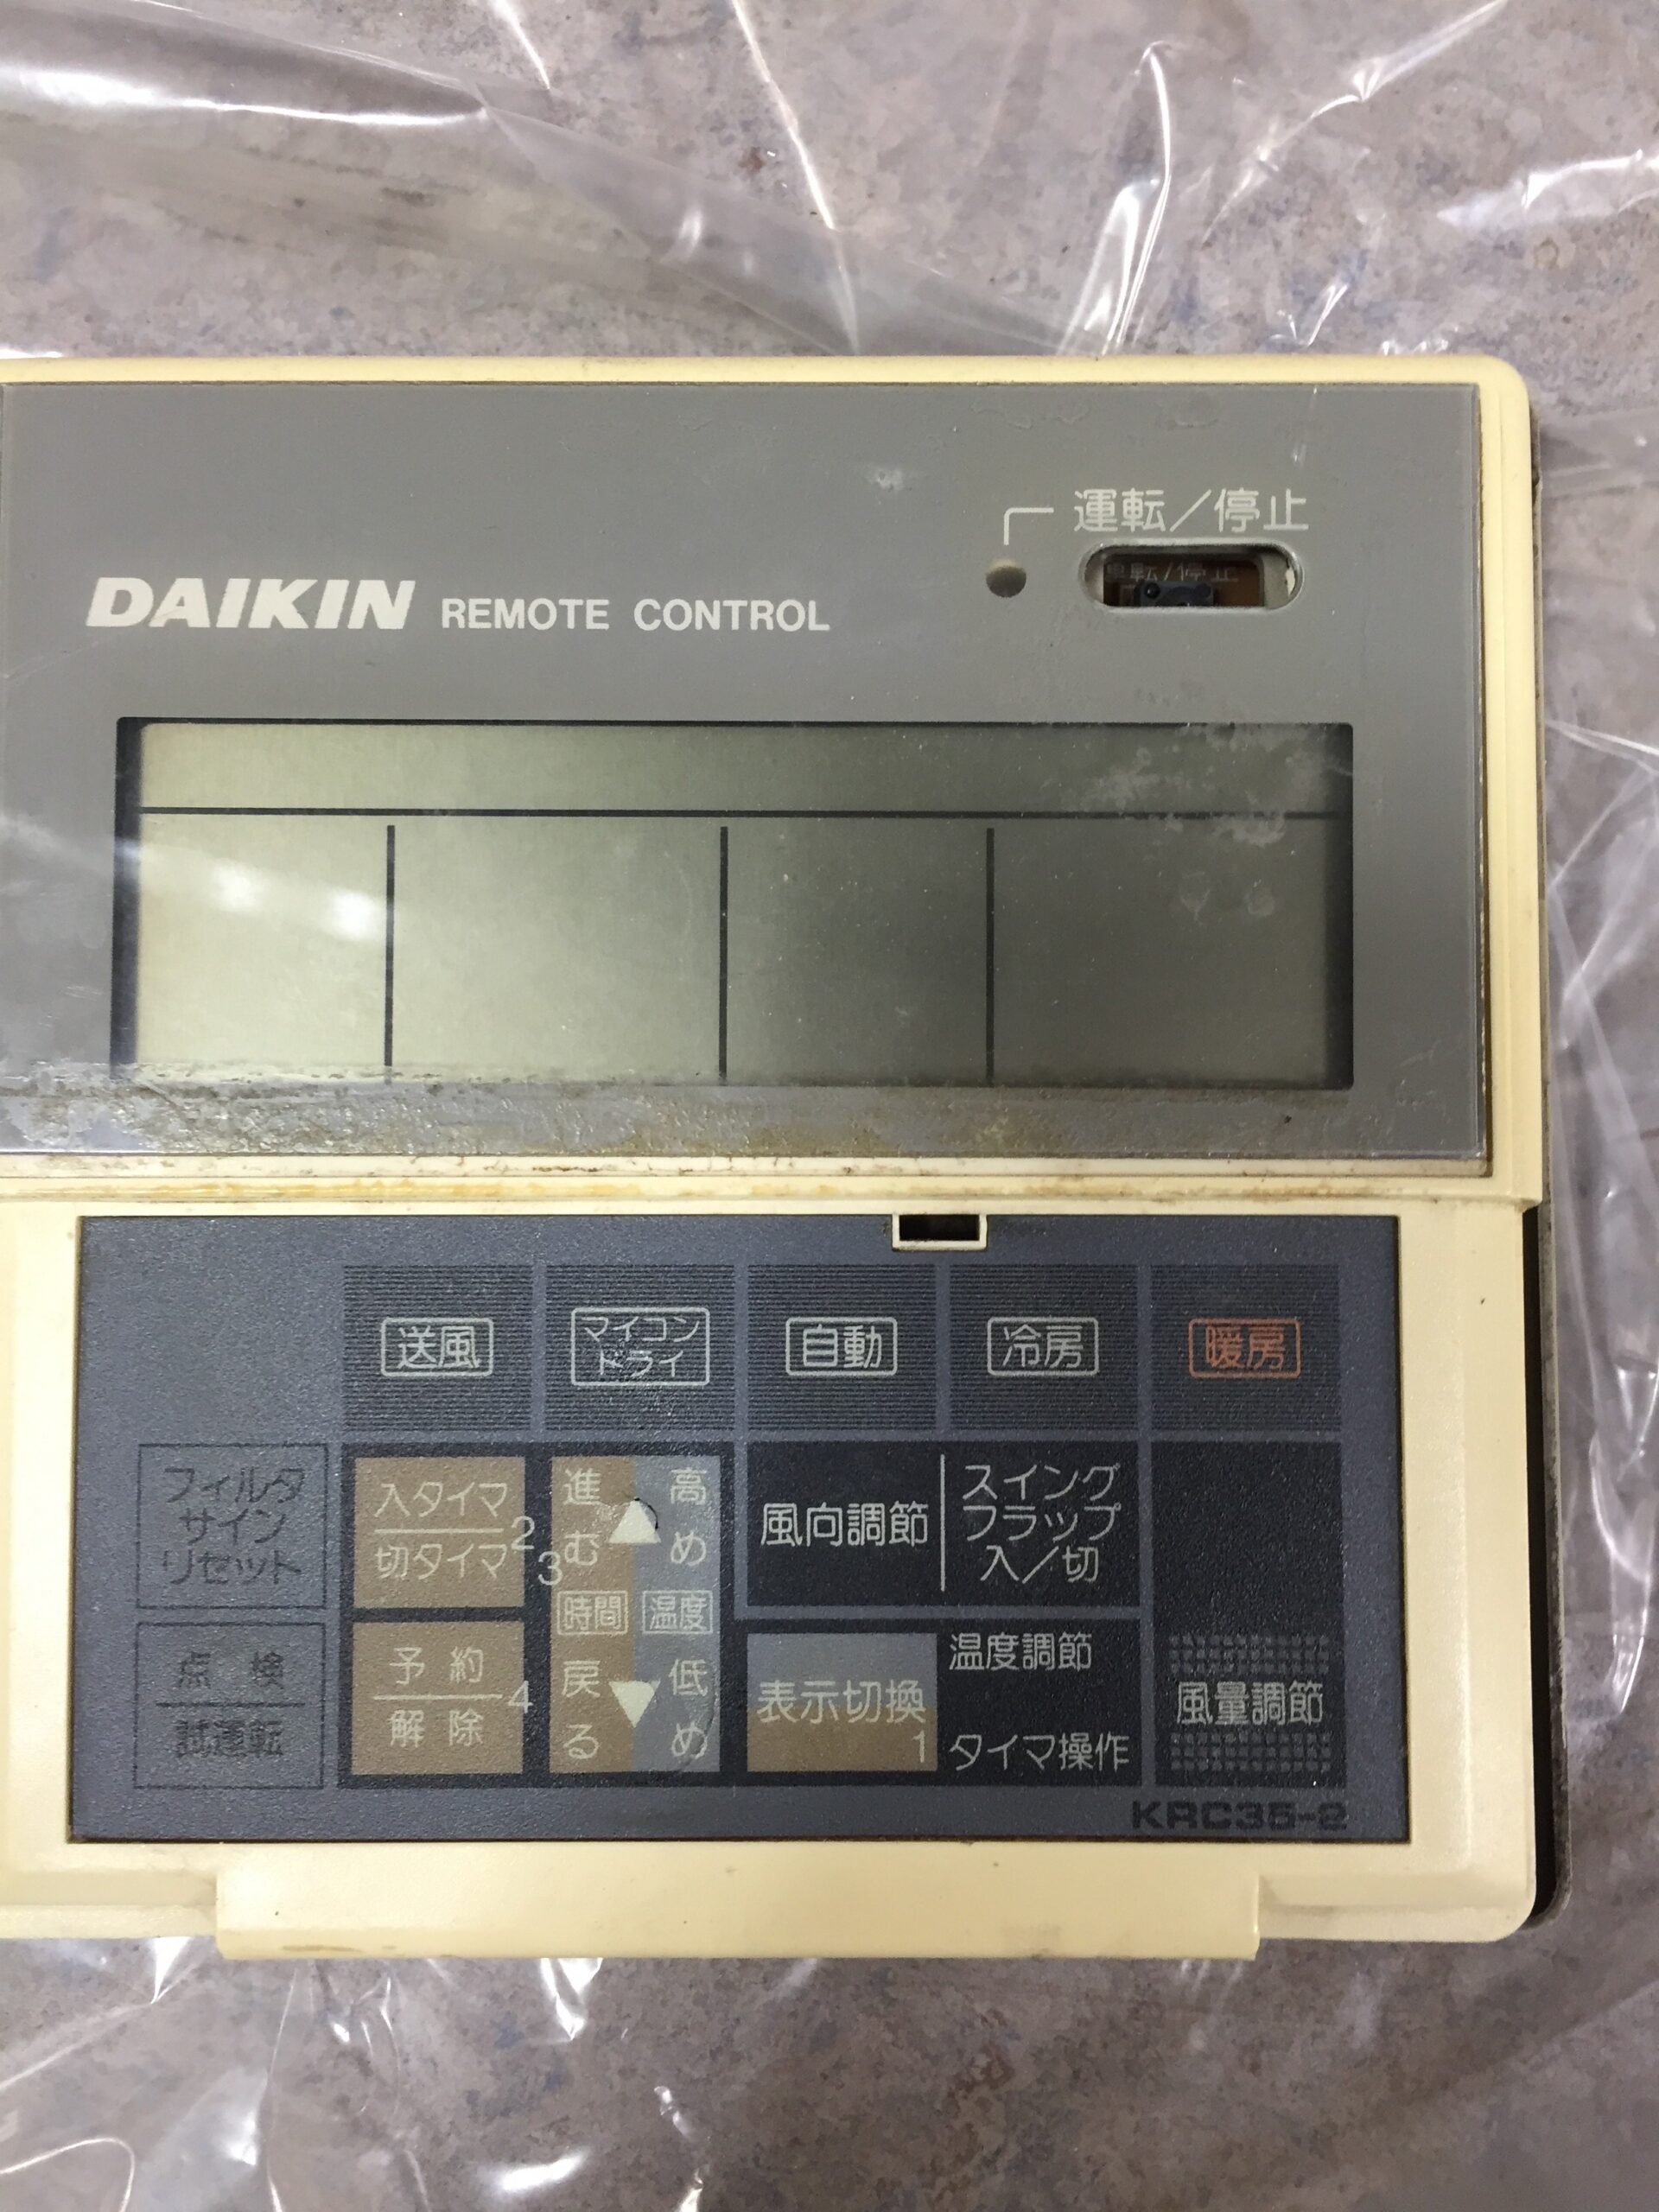 運転／停止
運転/停止
DAIKIN REMOTE CONTROL
送風
マイコン
ドライ
自動
冷房
暖房
フィルタ
サイン
リセット
入タイマ
切タイマ
2
3
進む
高め
時間
温度
戻る
低め
風向調節
スイング
フラップ
入／切
点検
試運転
予約
解除
4
表示切換
1
温度調節
タイマ操作
風量調節
KRC35-2